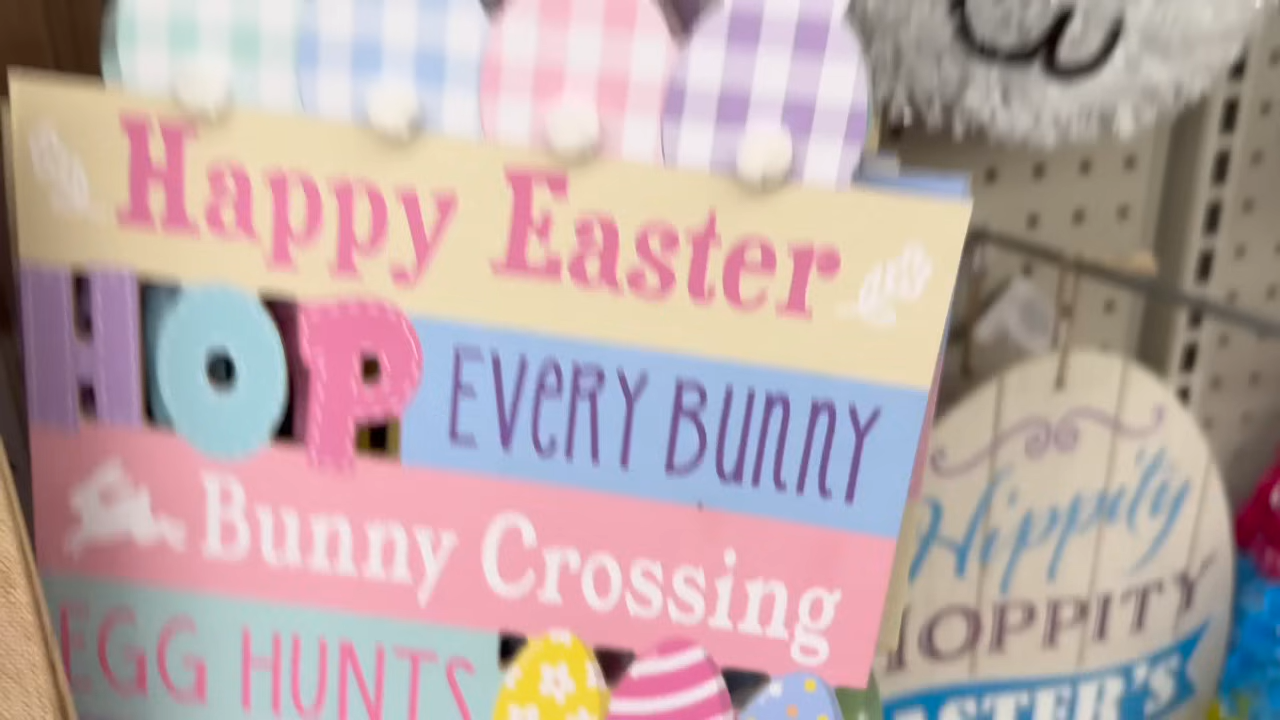 Happy Easter
HOP EVERY BUNNY
Bunny Crossing
EGG HUNTS
Hippity
HOPPITY